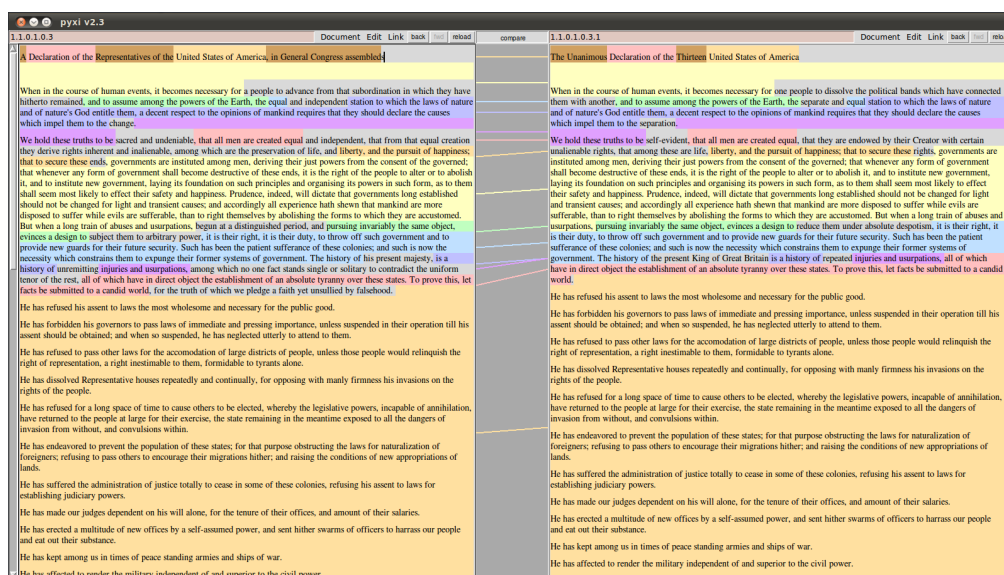 pyxi v2.3
1.1.0.1.0.3 Document Edit Link back fwd reload
compare
1.1.0.1.0.3.1 Document Edit Link back fwd reloa
A Declaration of the Representatives of the United States of America, in General Congress assembleds
When in the course of human events, it becomes necessary for a people to advance from that subordination in which they have
hitherto remained, and to assume among the powers of the Earth, the equal and independent station to which the laws of nature
and of nature's God entitle them, a decent respect to the opinions of mankind requires that they should declare the causes
which impel them to the change.
We hold these truths to be sacred and undeniable, that all men are created equal and independent, that from that equal creation
they derive rights inherent and inalienable, among which are the preservation of life, and liberty, and the pursuit of happiness;
that to secure these ends, governments are instituted among men, deriving their just powers from the consent of the governed;
that whenever any form of government shall become destructive of these ends, it is the right of the people to alter or to abolish
it, and to institute new government, laying its foundation on such principles and organising its powers in such form, as to them
shall seem most likely to effect their safety and happiness. Prudence, indeed, will dictate that governments long established
should not be changed for light and transient causes; and accordingly all experience hath shewn that mankind are more
disposed to suffer while evils are sufferable, than to right themselves by abolishing the forms to which they are accustomed.
But when a long train of abuses and usurpations, begun at a distinguished period, and pursuing invariably the same object,
evinces a design to subject them to arbitrary power, it is their right, it is their duty, to throw off such government and to
provide new guards for their future security. Such has been the patient sufferance of these colonies; and such is now the
necessity which constrains them to expunge their former systems of government. The history of his present majesty, is a
history of unremitting injuries and usurpations, among which no one fact stands single or solitary to contradict the uniform
tenor of the rest, all of which have in direct object the establishment of an absolute tyranny over these states. To prove this, let
facts be submitted to a candid world, for the truth of which we pledge a faith yet unsullied by falsehood.
He has refused his assent to laws the most wholesome and necessary for the public good.
He has forbidden his governors to pass laws of immediate and pressing importance, unless suspended in their operation till his
assent should be obtained; and when so suspended, he has neglected utterly to attend to them.
He has refused to pass other laws for the accomodation of large districts of people, unless those people would relinquish the
right of representation, a right inestimable to them, formidable to tyrants alone.
He has dissolved Representative houses repeatedly and continually, for opposing with manly firmness his invasions on the
rights of the people.
He has refused for a long space of time to cause others to be elected, whereby the legislative powers, incapable of annihilation,
have returned to the people at large for their exercise, the state remaining in the meantime exposed to all the dangers of
invasion from without, and convulsions within.
He has endeavored to prevent the population of these states; for that purpose obstructing the laws for naturalization of
foreigners; refusing to pass others to encourage their migrations hither; and raising the conditions of new appropriations of
lands.
He has suffered the administration of justice totally to cease in some of these colonies, refusing his assent to laws for
establishing judiciary powers.
He has made our judges dependent on his will alone, for the tenure of their offices, and amount of their salaries.
He has erected a multitude of new offices by a self-assumed power, and sent hither swarms of officers to harrass our people
and eat out their substance.
He has kept among us in times of peace standing armies and ships of war.
He has affected to render the military independent of and superior to the civil power.
The Unanimous Declaration of the Thirteen United States of America
When in the course of human events, it becomes necessary for one people to dissolve the political bands which have connected
them with another, and to assume among the powers of the Earth, the separate and equal station to which the laws of nature
and of nature's God entitle them, a decent respect to the opinions of mankind requires that they should declare the causes
which impel them to the separation.
We hold these truths to be self-evident, that all men are created equal, that they are endowed by their Creator with certain
inalienable rights, that among these are life, liberty, and the pursuit of happiness; that to secure these rights, governments are
instituted among men, deriving their just powers from the consent of the governed; that whenever any form of government
shall become destructive of these ends, it is the right of the people to alter or to abolish it, and to institute new government,
laying its foundation on such principles and organising its powers in such form, as to them shall seem most likely to effect
their safety and happiness. Prudence, indeed, will dictate that governments long established should not be changed for light
and transient causes; and accordingly all experience hath shewn that mankind are more disposed to suffer while evils are
sufferable, than to right themselves by abolishing the forms to which they are accustomed. But when a long train of abuses and
usurpations, pursuing invariably the same object, evinces a design to reduce them under absolute despotism, it is their right, it
is their duty, to throw off such government and to provide new guards for their future security. Such has been the patient
sufferance of these colonies; and such is now the necessity which constrains them to expunge their former systems of
government. The history of the present King of Great Britain is a history of repeated injuries and usurpations, all of which
have in direct object the establishment of an absolute tyranny over these states. To prove this, let facts be submitted to a candid
world.
He has refused his assent to laws the most wholesome and necessary for the public good.
He has forbidden his governors to pass laws of immediate and pressing importance, unless suspended in their operation till his
assent should be obtained; and when so suspended, he has neglected utterly to attend to them.
He has refused to pass other laws for the accomodation of large districts of people, unless those people would relinquish the
right of representation, a right inestimable to them, formidable to tyrants alone.
He has dissolved Representative houses repeatedly and continually, for opposing with manly firmness his invasions on the
rights of the people.
He has refused for a long space of time to cause others to be elected, whereby the legislative powers, incapable of annihilation,
have returned to the people at large for their exercise, the state remaining in the meantime exposed to all the dangers of
invasion from without, and convulsions within.
He has endeavored to prevent the population of these states; for that purpose obstructing the laws for naturalization of
foreigners; refusing to pass others to encourage their migrations hither; and raising the conditions of new appropriations of
lands.
He has suffered the administration of justice totally to cease in some of these colonies, refusing his assent to laws for
establishing judiciary powers.
He has made our judges dependent on his will alone, for the tenure of their offices, and amount of their salaries.
He has erected a multitude of new offices by a self-assumed power, and sent hither swarms of officers to harrass our people
and eat out their substance.
He has kept among us in times of peace standing armies and ships of war.
He has affected to render the military independent of and superior to the civil power.